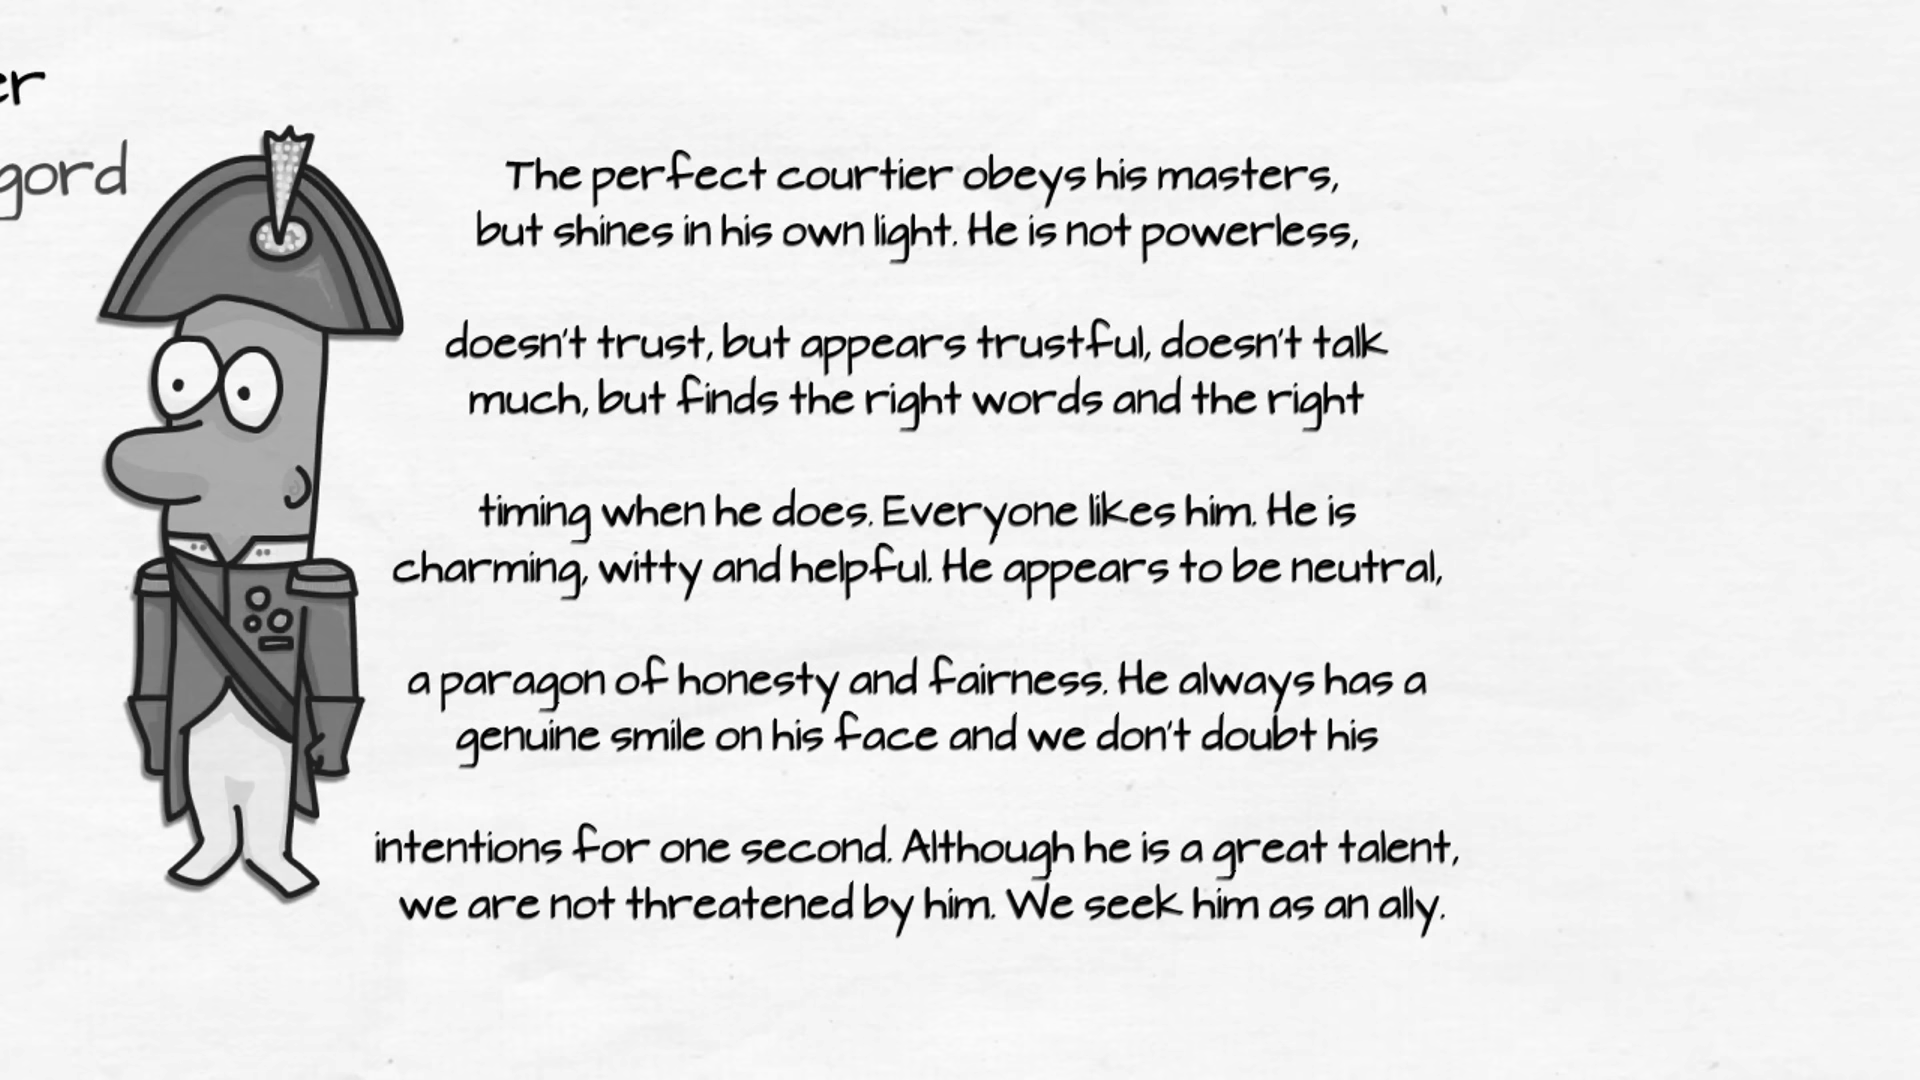 er
gord
The perfect courtier obeys his masters,
but shines in his own light. He is not powerless,
doesn't trust, but appears trustful, doesn't talk
much, but finds the right words and the right
timing when he does. Everyone likes him. He is
charming, witty and helpful. He appears to be neutral,
a paragon of honesty and fairness. He always has a
genuine smile on his face and we don't doubt his
intentions for one second. Although he is a great talent,
we are not threatened by him. We seek him as an ally.